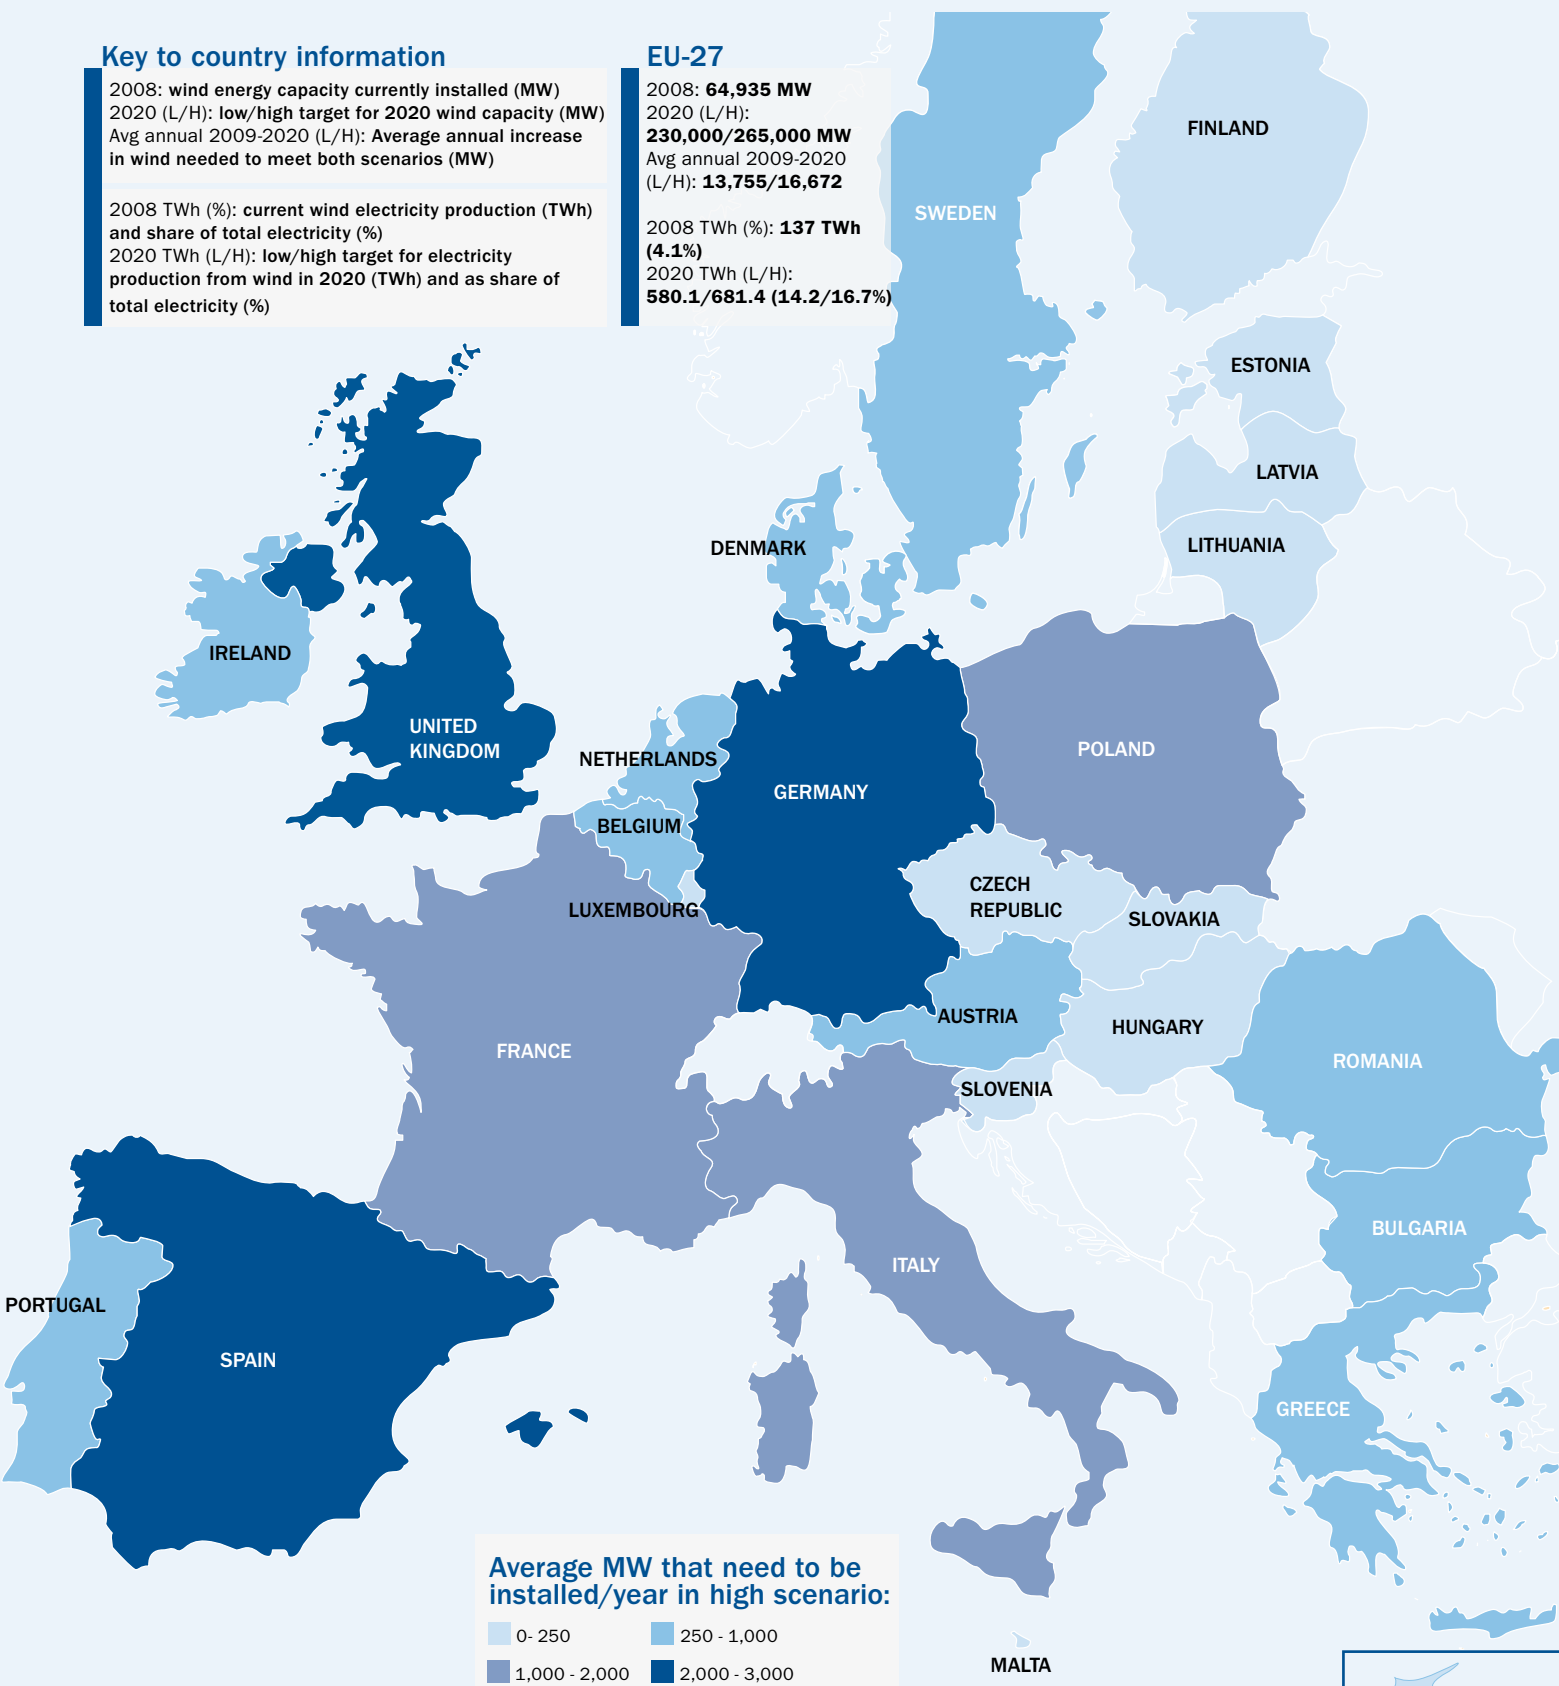 Key to country information
2008: wind energy capacity currently installed (MW)
2020 (L/H): low/high target for 2020 wind capacity (MW)
Avg annual 2009-2020 (L/H): Average annual increase
in wind needed to meet both scenarios (MW)
2008 TWh (%): current wind electricity production (TWh)
and share of total electricity (%)
2020 TWh (L/H): low/high target for electricity
production from wind in 2020 (TWh) and as share of
total electricity (%)
EU-27
2008: 64,935 MW
2020 (L/H):
230,000/265,000 MW
Avg annual 2009-2020
(L/H): 13,755/16,672
2008 TWh (%): 137 TWh
(4.1%)
2020 TWh (L/H):
580.1/681.4 (14.2/16.7%)
FINLAND
SWEDEN
ESTONIA
LATVIA
LITHUANIA
DENMARK
IRELAND
UNITED
KINGDOM
NETHERLANDS
POLAND
GERMANY
BELGIUM
CZECH
REPUBLIC
LUXEMBOURG
SLOVAKIA
AUSTRIA
HUNGARY
FRANCE
ROMANIA
SLOVENIA
BULGARIA
ITALY
PORTUGAL
SPAIN
GREECE
Average MW that need to be
installed/year in high scenario:
0- 250
250 - 1,000
1,000 - 2,000
2,000 - 3,000
MALTA